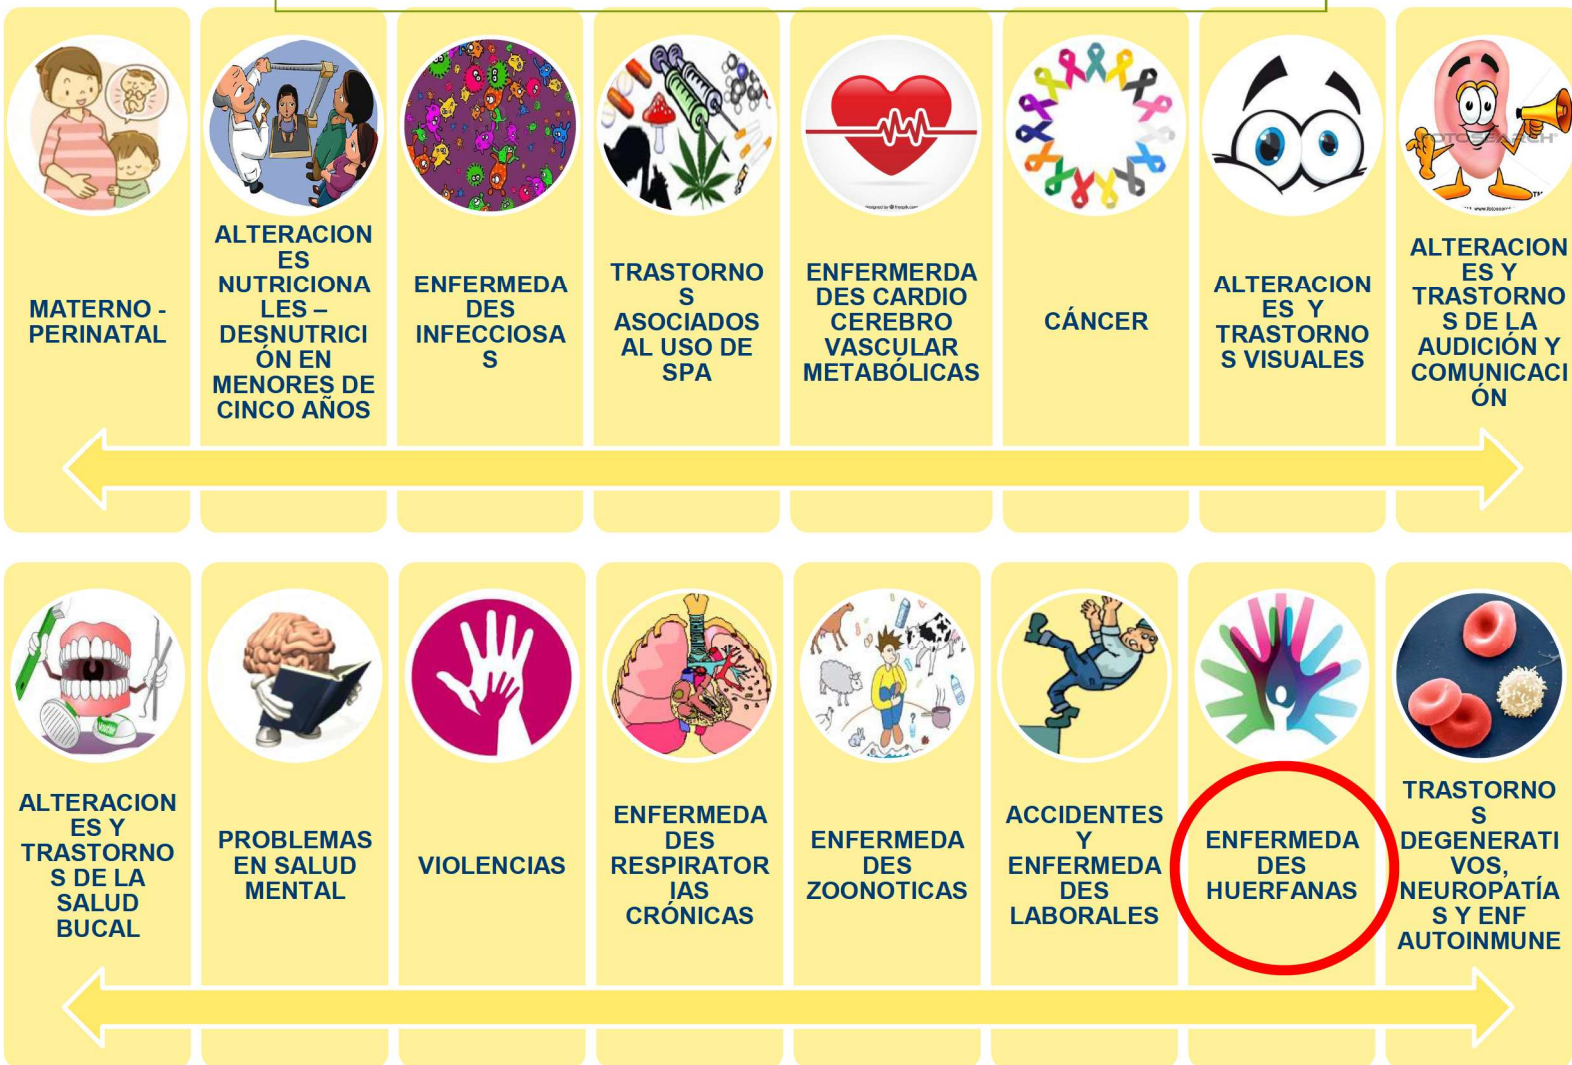 MATERNO -
PERINATAL
ALTERACION
ES
NUTRICIONA
LES –
DESNUTRICI
ÓN EN
MENORES DE
CINCO AÑOS
ENFERMEDA
DES
INFECCIOSA
S
TRASTORNO
S
ASOCIADOS
AL USO DE
SPA
ENFERMERDA
DES CARDIO
CEREBRO
VASCULAR
METABÓLICAS
CÁNCER
ALTERACION
ES Y
TRASTORNO
S VISUALES
ALTERACION
ES Y
TRASTORNO
S DE LA
AUDICIÓN Y
COMUNICACI
ÓN
ALTERACION
ES Y
TRASTORNO
S DE LA
SALUD
BUCAL
PROBLEMAS
EN SALUD
MENTAL
VIOLENCIAS
ENFERMEDA
DES
RESPIRATOR
IAS
CRÓNICAS
ENFERMEDA
DES
ZOONOTICAS
ACCIDENTES
Y
ENFERMEDA
DES
LABORALES
ENFERMEDA
DES
HUERFANAS
TRASTORNO
S
DEGENERATI
VOS,
NEUROPATÍA
S Y ENF
AUTOINMUNE